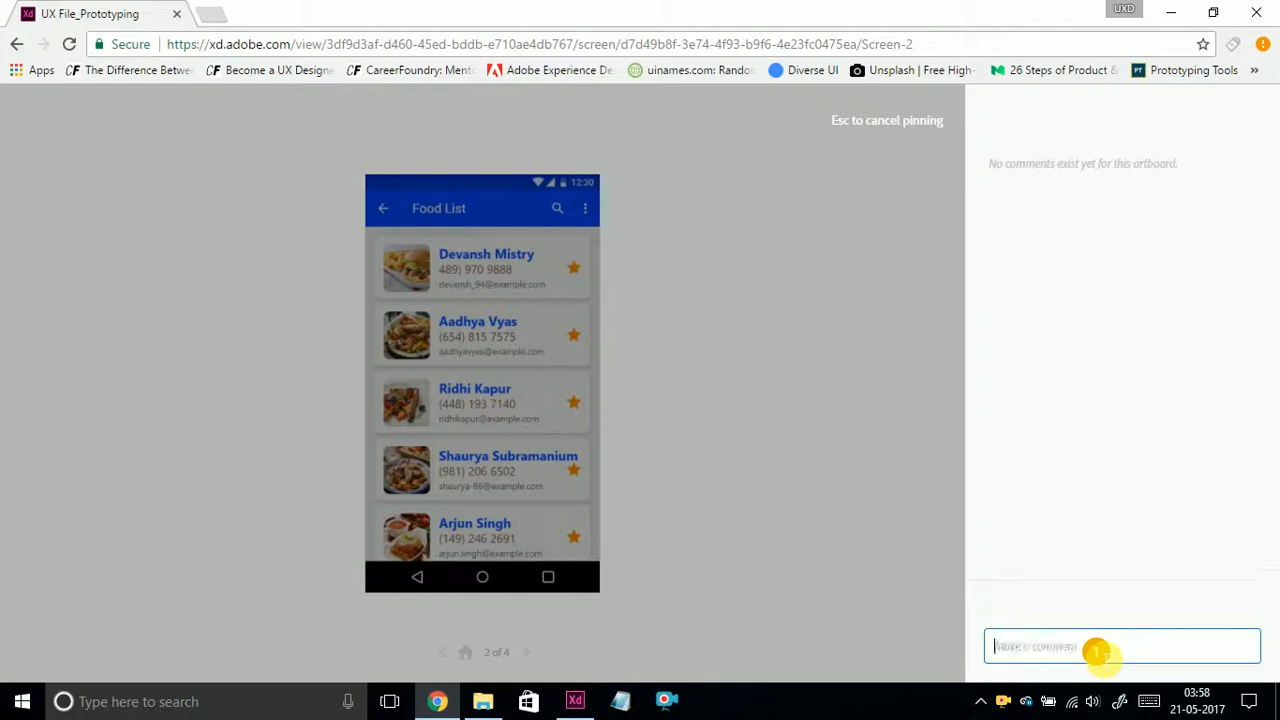 UX File_Prototyping
UXD
Secure
https://xd.adobe.com/view/3df9d3af-d460-45ed-bddb-e710ae4db767/screen/d7d49b8f-3e74-4f93-b9f6-4e23fc0475ea/Screen-2
Apps
The Difference Betwe
Become a UX Designe
CareerFoundry: Mento
Adobe Experience De
uinames.com: Random
Diverse UI
Unsplash | Free High-
26 Steps of Product &
PT
Prototyping Tools
Esc to cancel pinning
No comments exist yet for this artboard.
12:30
Food List
Devansh Mistry
489) 970 9888
devansh_94@example.com
Aadhya Vyas
(654) 815 7575
aadhyavyas@example.com
Ridhi Kapur
(448) 193 7140
ridhikapur@example.com
Shaurya Subramanium
(981) 206 6502
shaurya-86@example.com
Arjun Singh
(149) 246 2691
arjun.singh@example.com
Make a comment
1
2 of 4
Type here to search
Xd
03:58
21-05-2017